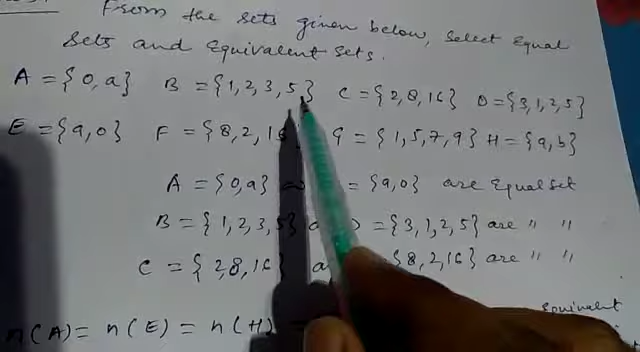 From the sets given below, select Equal
sets and Equivalent sets.
A = {0, a} B = {1, 2, 3, 5} C = {2, 8, 16} D = {3, 1, 2, 5}
E = {a, 0} F = {8, 2, 16 G = {1, 5, 7, 9} H = {a, b}
A = {0, a} = {a, 0} are Equal set
B = {1, 2, 3, 5} = {3, 1, 2, 5} are " "
C = {2, 8, 16} {8, 2, 16} are " "
Equivalent
n(A) = n(E) = n(H)